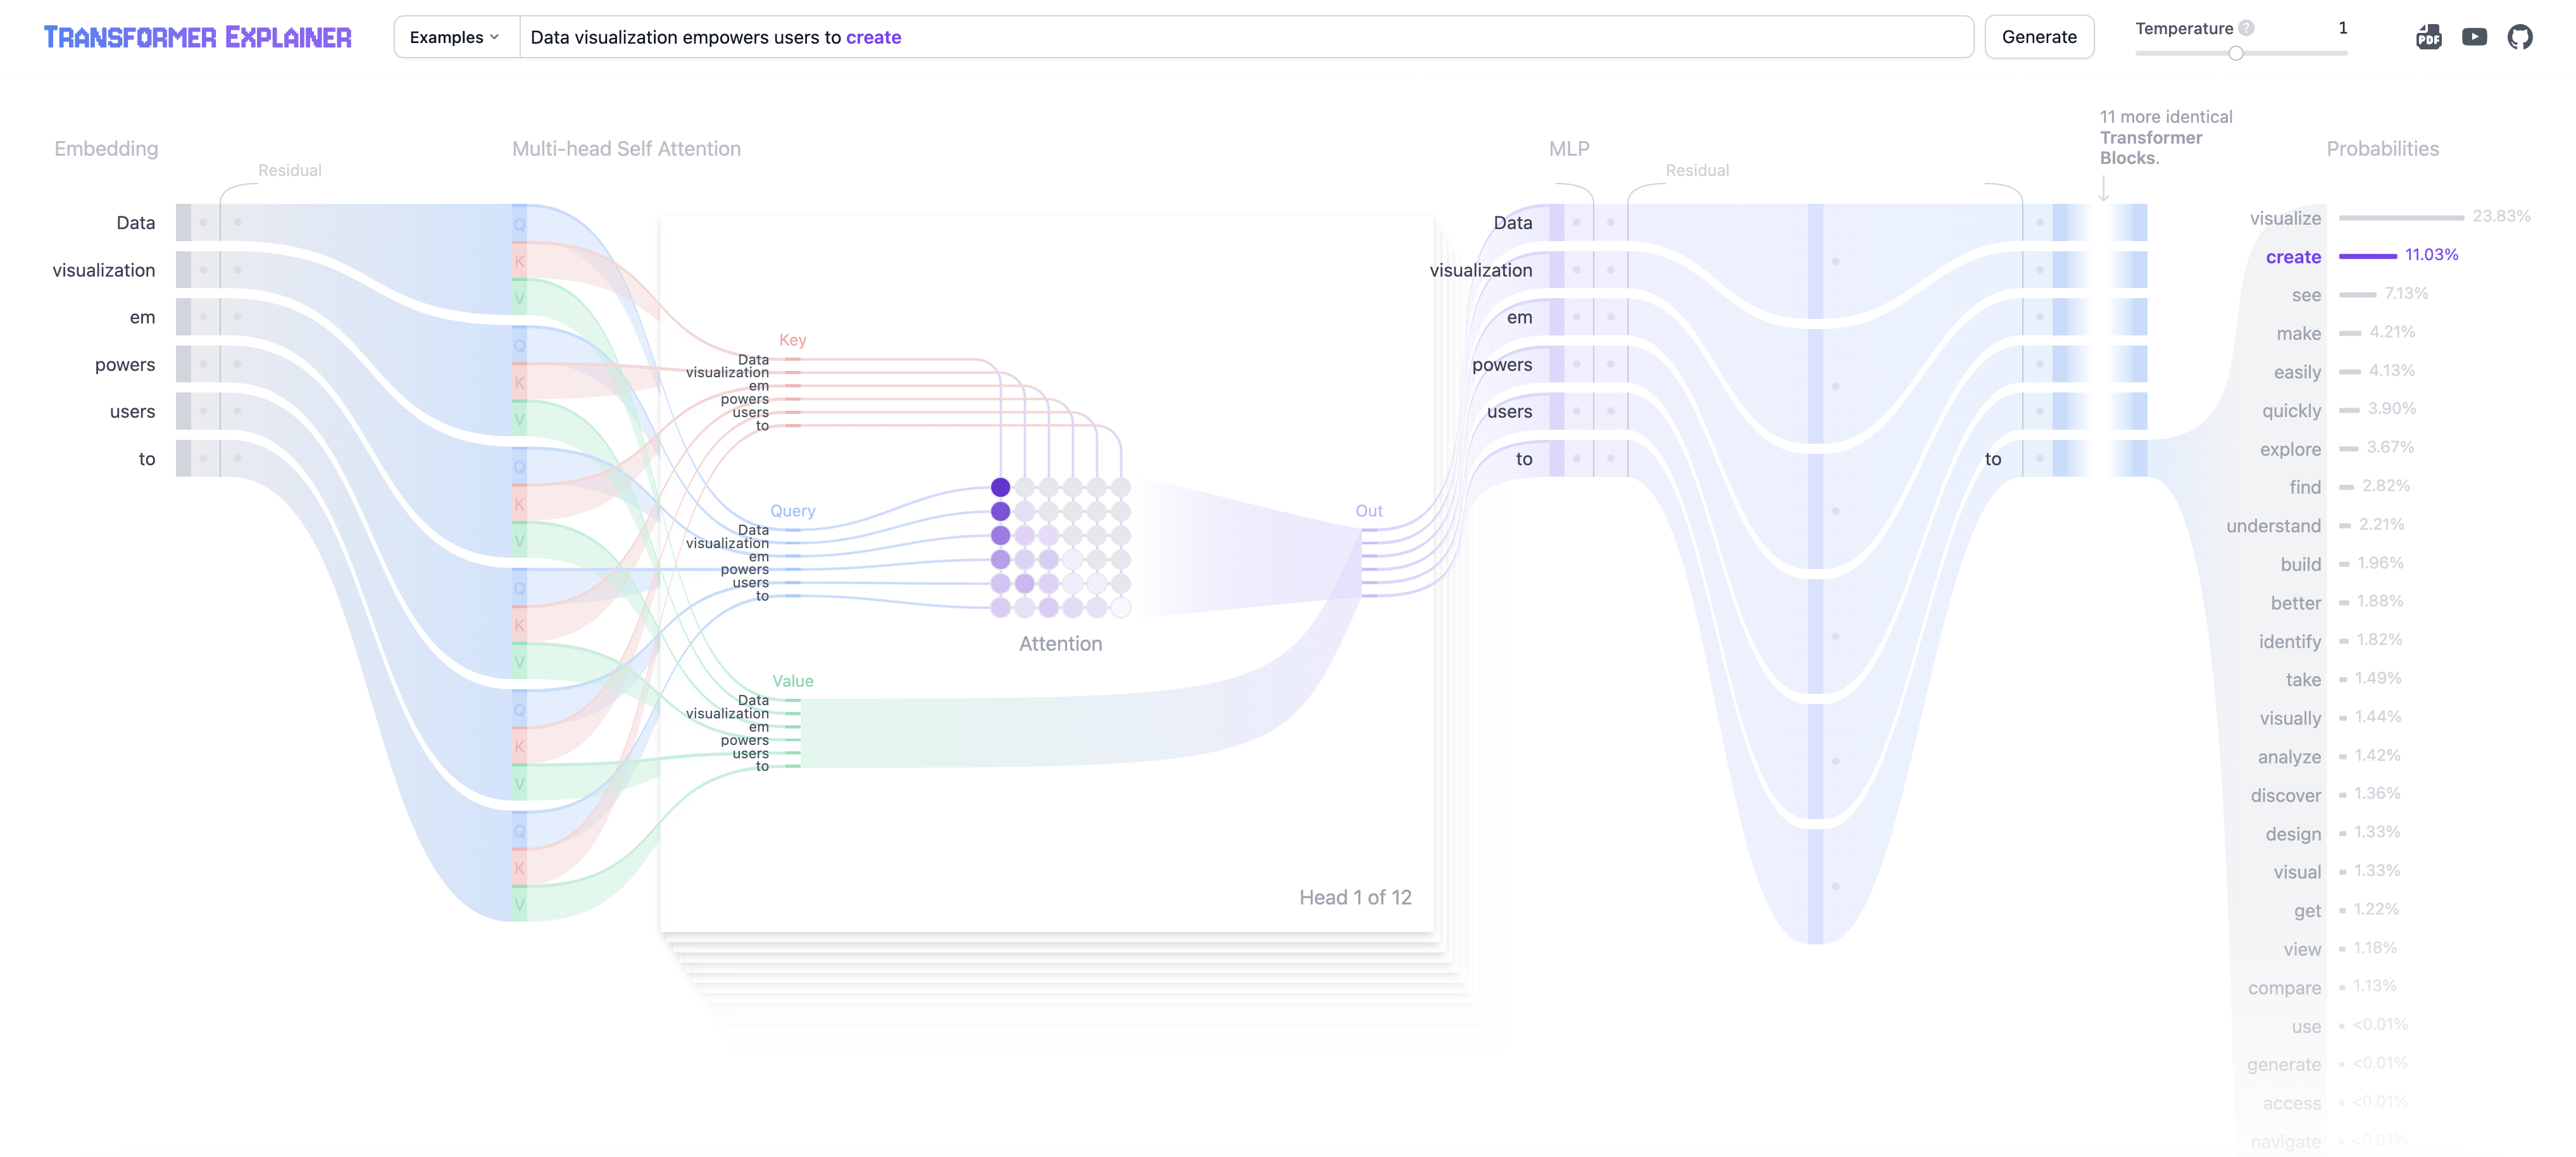 TRANSFORMER EXPLAINER
Examples
Data visualization empowers users to create
Generate
Temperature ?
1
PDF
Embedding
Residual
Multi-head Self Attention
MLP
Residual
11 more identical
Transformer
Blocks.
Probabilities
Data
visualization
em
powers
users
to
Q
K
V
Q
K
V
Q
K
V
Q
K
V
Q
K
V
Q
K
V
Key
Data
visualization
em
powers
users
to
Query
Data
visualization
em
powers
users
to
Attention
Value
Data
visualization
em
powers
users
to
Out
Head 1 of 12
Data
visualization
em
powers
users
to
to
visualize 23.83%
create 11.03%
see 7.13%
make 4.21%
easily 4.13%
quickly 3.90%
explore 3.67%
find 2.82%
understand 2.21%
build 1.96%
better 1.88%
identify 1.82%
take 1.49%
visually 1.44%
analyze 1.42%
discover 1.36%
design 1.33%
visual 1.33%
get 1.22%
view 1.18%
compare 1.13%
use <0.01%
generate <0.01%
access <0.01%
navigate <0.01%